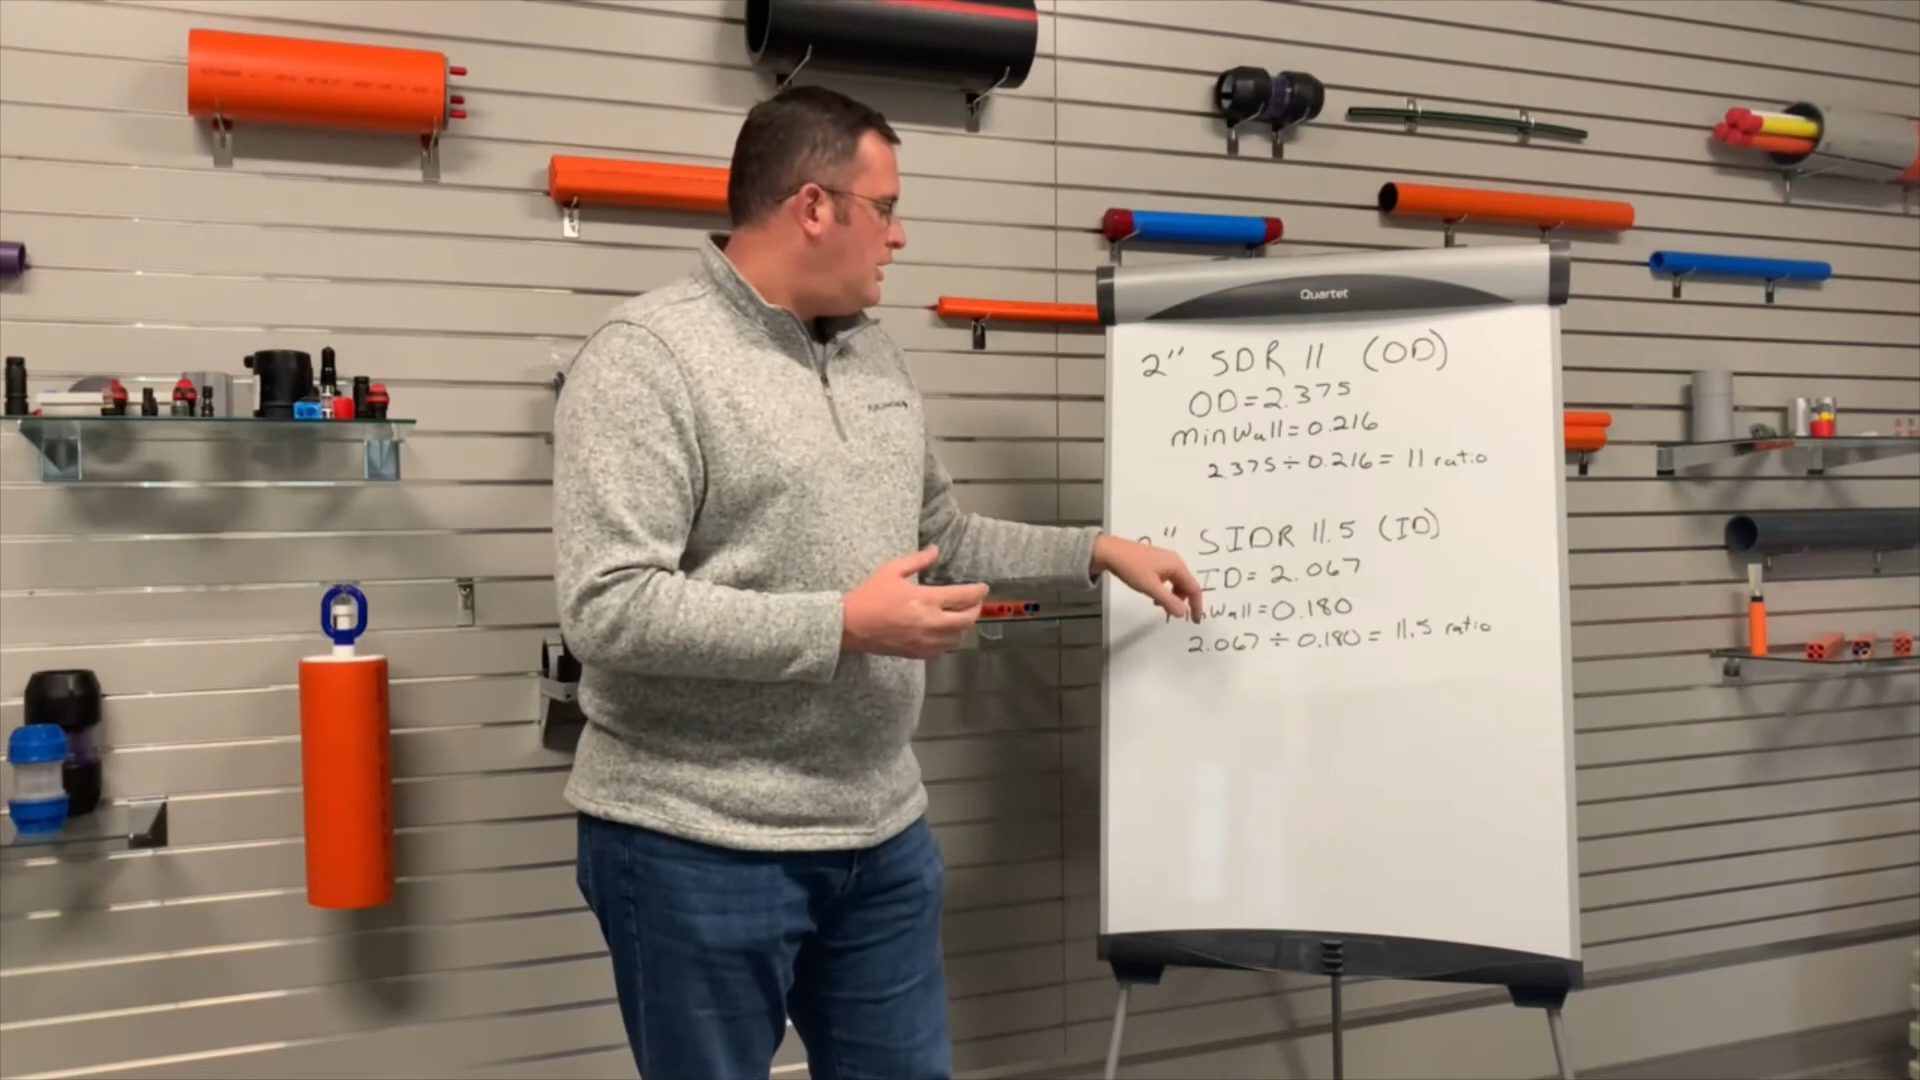 Quartet
2" SDR 11 (OD)
OD=2.375
minWall=0.216
2.375÷0.216= 11 ratio
" SIDR 11.5 (ID)
ID= 2.067
minWall=0.180
2.067 ÷ 0.180= 11.5 ratio